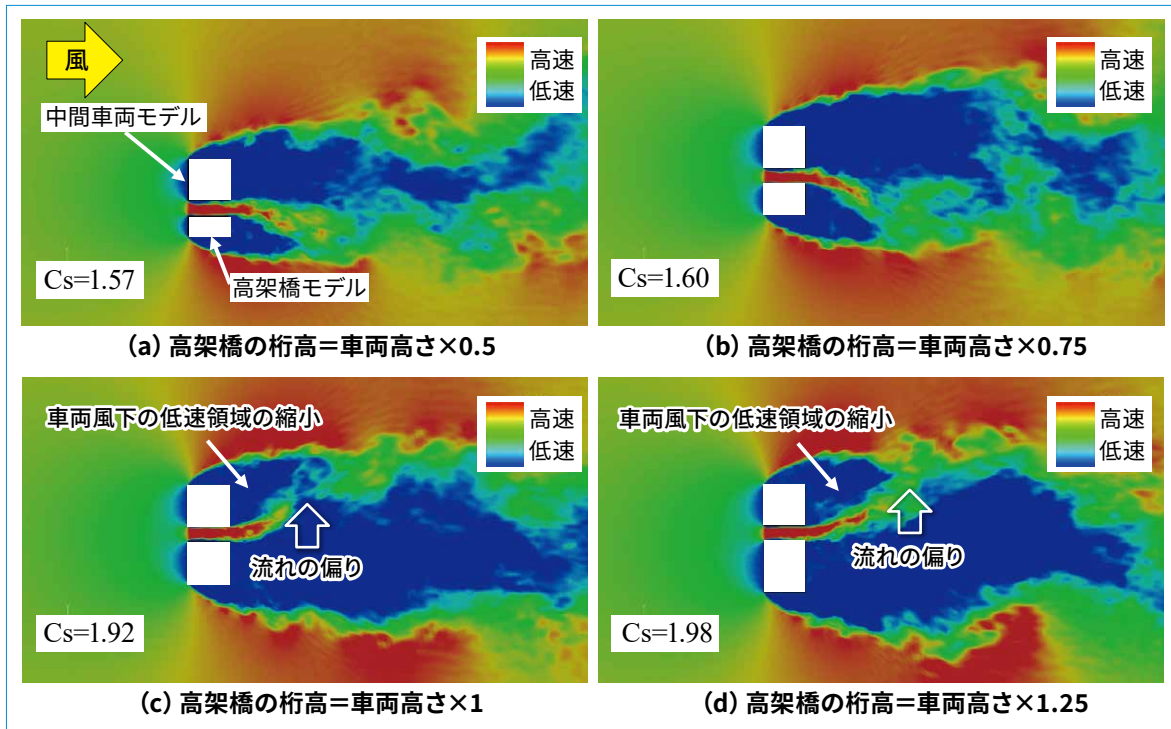 風
高速
低速
中間車両モデル
Cs=1.57
高架橋モデル
(a) 高架橋の桁高=車両高さ×0.5
高速
低速
Cs=1.60
(b) 高架橋の桁高=車両高さ×0.75
車両風下の低速領域の縮小
高速
低速
流れの偏り
Cs=1.92
(c) 高架橋の桁高=車両高さ×1
車両風下の低速領域の縮小
高速
低速
流れの偏り
Cs=1.98
(d) 高架橋の桁高=車両高さ×1.25